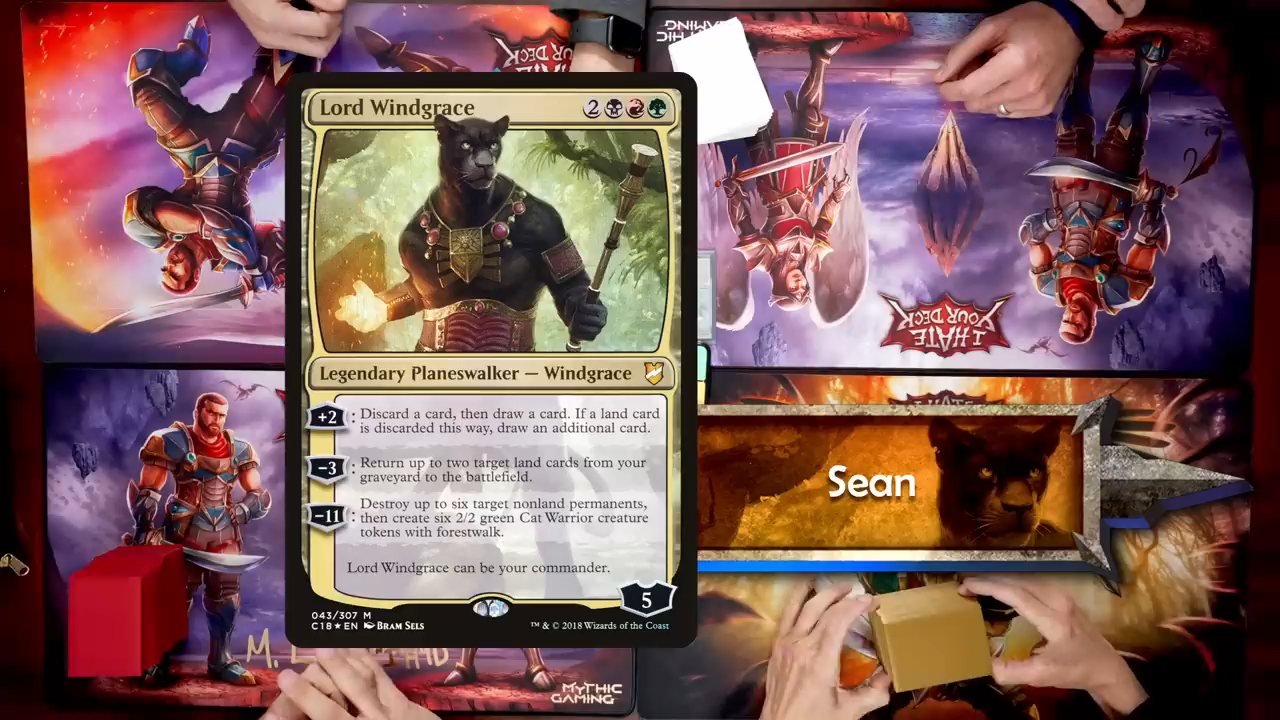 Lord Windgrace
2
Legendary Planeswalker — Windgrace
+2 : Discard a card, then draw a card. If a land card
is discarded this way, draw an additional card.
−3 : Return up to two target land cards from your
graveyard to the battlefield.
−11 : Destroy up to six target nonland permanents,
then create six 2/2 green Cat Warrior creature
tokens with forestwalk.
Lord Windgrace can be your commander.
5
043/307 M
C18★EN BRAM SELS
™ & © 2018 Wizards of the Coast
Sean
I HATE
YOUR DECK
MYTHIC
GAMING